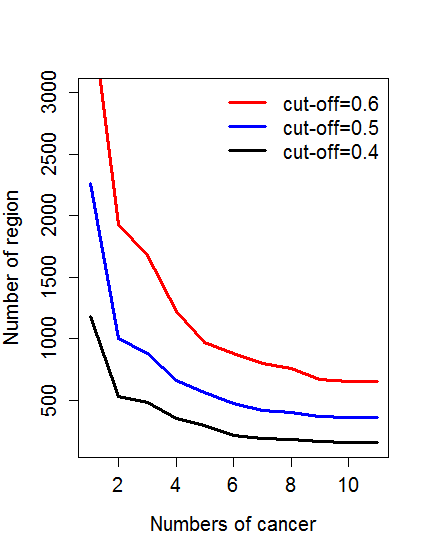 cut-off=0.6
cut-off=0.5
cut-off=0.4
Number of region
3000
2500
2000
1500
1000
500
2 4 6 8 10
Numbers of cancer